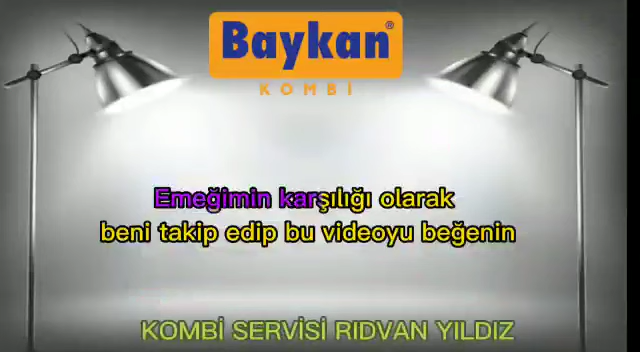 Baykan®
KOMBİ
Emeğimin karşılığı olarak
beni takip edip bu videoyu beğenin
KOMBİ SERVİSİ RIDVAN YILDIZ